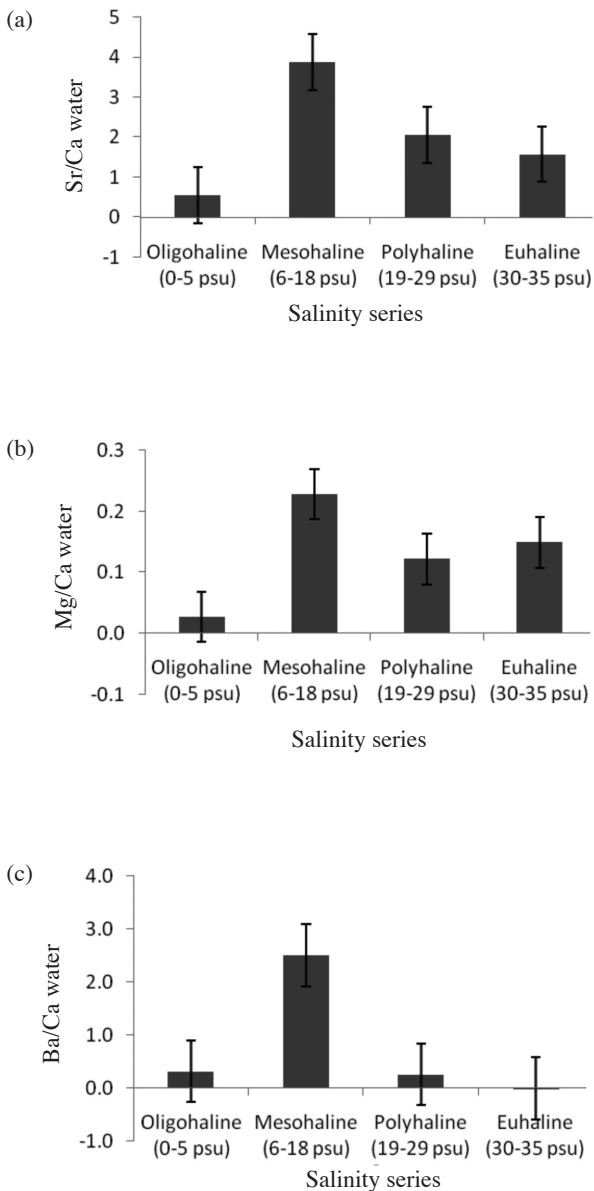 (a)
Sr/Ca water
5
4
3
2
1
0
-1
Oligohaline Mesohaline Polyhaline Euhaline
(0-5 psu) (6-18 psu) (19-29 psu) (30-35 psu)
Salinity series
(b)
Mg/Ca water
0.3
0.2
0.1
0.0
-0.1
Oligohaline Mesohaline Polyhaline Euhaline
(0-5 psu) (6-18 psu) (19-29 psu) (30-35 psu)
Salinity series
(c)
Ba/Ca water
4.0
3.0
2.0
1.0
0.0
-1.0
Oligohaline Mesohaline Polyhaline Euhaline
(0-5 psu) (6-18 psu) (19-29 psu) (30-35 psu)
Salinity series